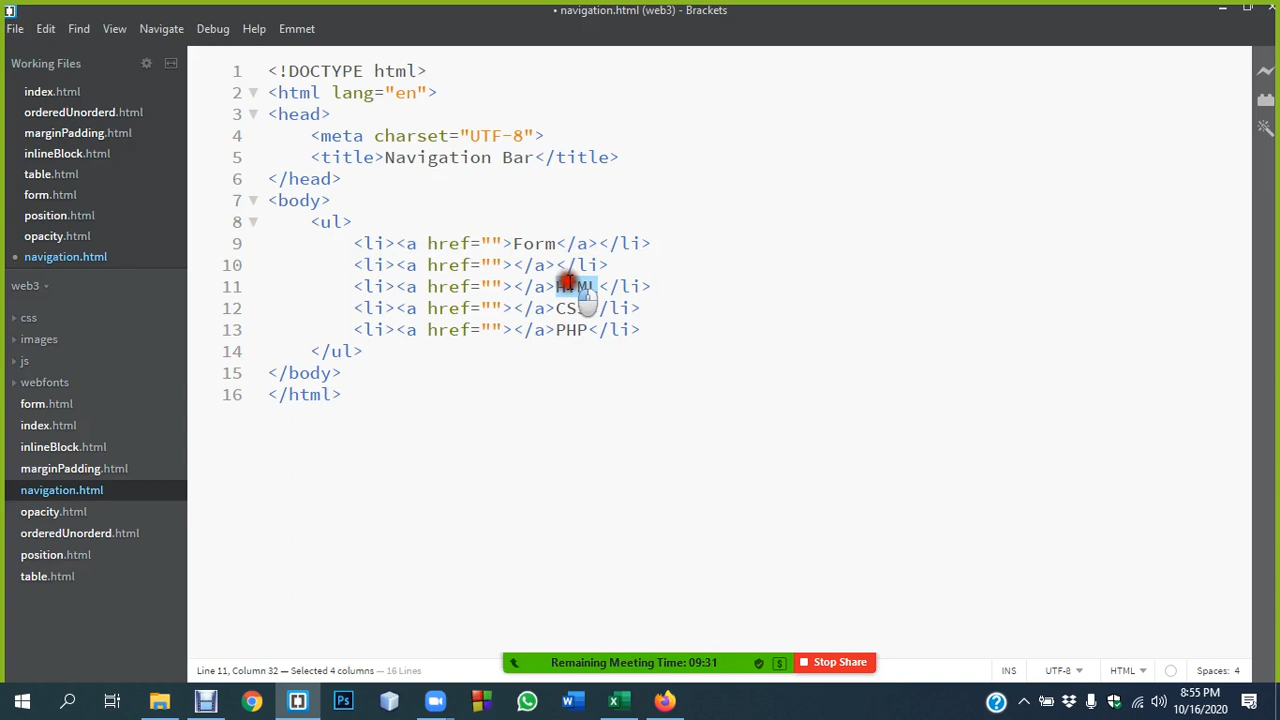 • navigation.html (web3) - Brackets
File Edit Find View Navigate Debug Help Emmet
Working Files
index.html
orderedUnorderd.html
marginPadding.html
inlineBlock.html
table.html
form.html
position.html
opacity.html
• navigation.html
web3
css
images
js
webfonts
form.html
index.html
inlineBlock.html
marginPadding.html
navigation.html
opacity.html
orderedUnorderd.html
position.html
table.html
1 <!DOCTYPE html>
2 <html lang="en">
3 <head>
4 <meta charset="UTF-8">
5 <title>Navigation Bar</title>
6 </head>
7 <body>
8 <ul>
9 <li><a href="">Form</a></li>
10 <li><a href=""></a></li>
11 <li><a href=""></a>HTML</li>
12 <li><a href=""></a>CSS</li>
13 <li><a href=""></a>PHP</li>
14 </ul>
15 </body>
16 </html>
Remaining Meeting Time: 09:31 $ Stop Share
Line 11, Column 32 — Selected 4 columns — 16 Lines INS UTF-8 HTML Spaces: 4
Ps W X ? 8:55 PM
10/16/2020